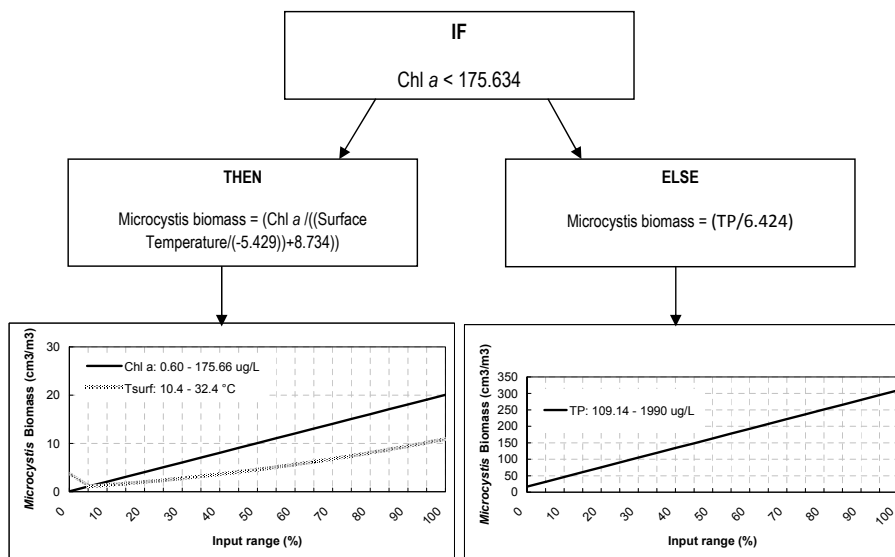 IF
Chl a < 175.634
THEN
Microcystis biomass = (Chl a /((Surface
Temperature/(-5.429))+8.734))
ELSE
Microcystis biomass = (TP/6.424)
Microcystis Biomass (cm3/m3)
30
20
10
0
Chl a: 0.60 - 175.66 ug/L
Tsurf: 10.4 - 32.4 °C
0 10 20 30 40 50 60 70 80 90 100
Input range (%)
Microcystis Biomass (cm3/m3)
350
300
250
200
150
100
50
0
TP: 109.14 - 1990 ug/L
0 10 20 30 40 50 60 70 80 90 100
Input range (%)